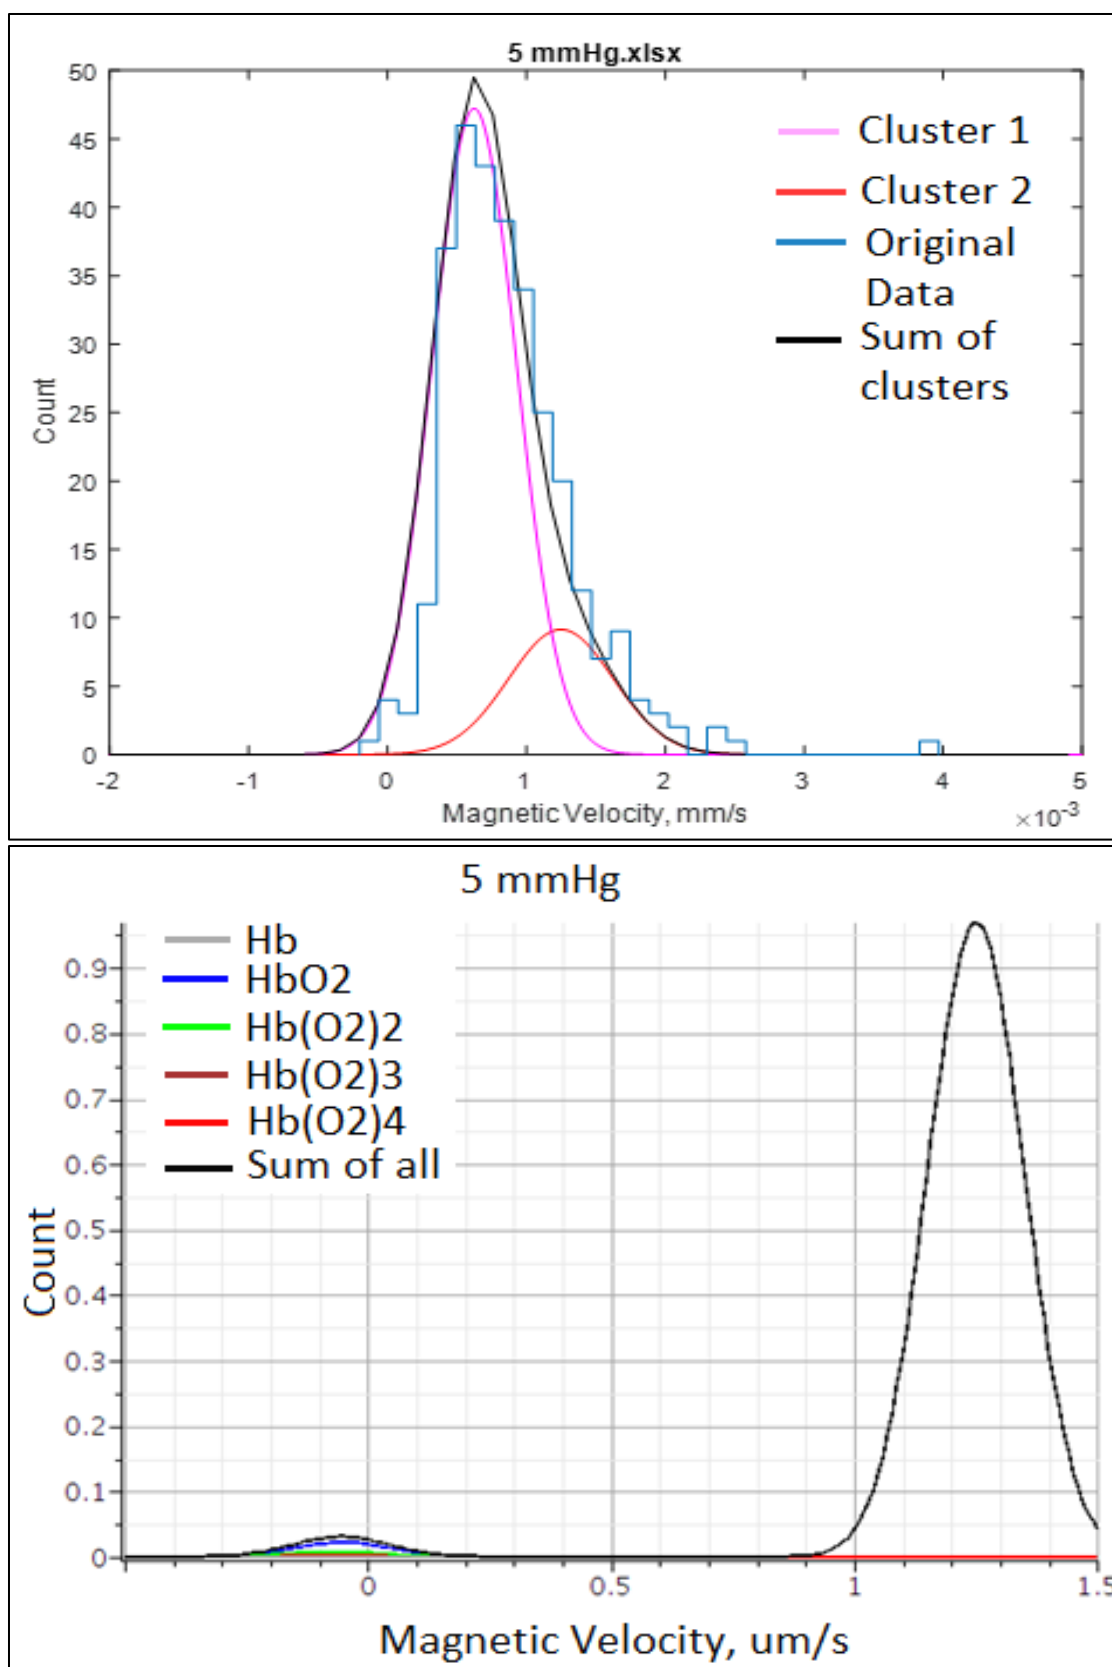 5 mmHg.xlsx
50
45
40
35
30
25
20
15
10
5
0
Count
Cluster 1
Cluster 2
Original
Data
Sum of
clusters
-2
-1
0
1
2
3
4
5
Magnetic Velocity, mm/s
×10-3
5 mmHg
Hb
HbO2
Hb(O2)2
Hb(O2)3
Hb(O2)4
Sum of all
0.9
0.8
0.7
0.6
0.5
0.4
0.3
0.2
0.1
0
Count
0
0.5
1
1.5
Magnetic Velocity, um/s